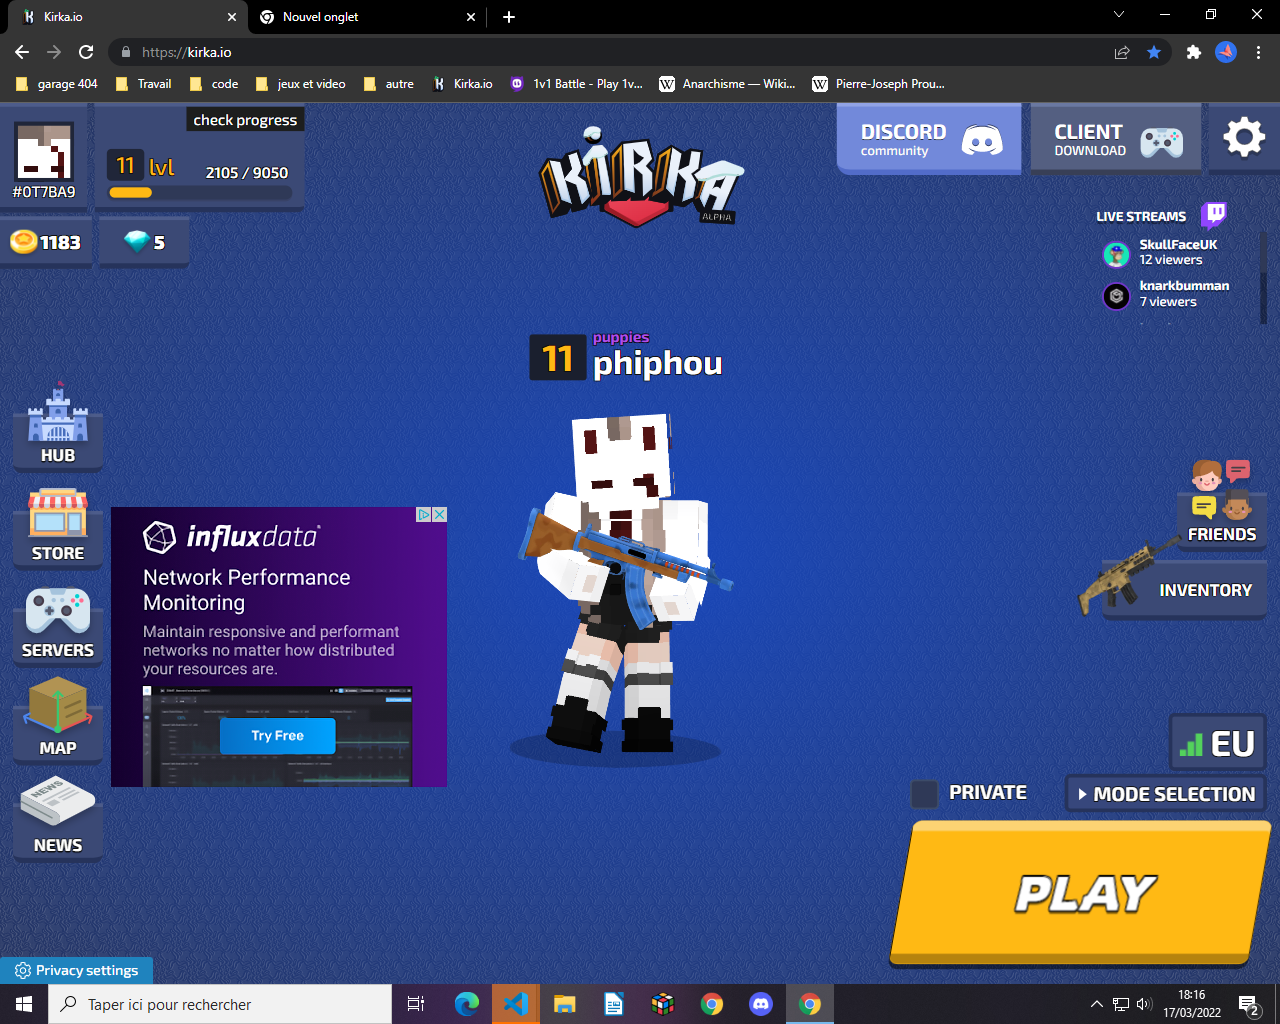 Kirka.io
Nouvel onglet
https://kirka.io
garage 404
Travail
code
jeux et video
autre
Kirka.io
1v1 Battle - Play 1v...
Anarchisme — Wiki...
Pierre-Joseph Prou...
check progress
11 lvl
2105 / 9050
#0T7BA9
1183
5
KIRKA
ALPHA
DISCORD
community
CLIENT
DOWNLOAD
LIVE STREAMS
SkullFaceUK
12 viewers
knarkbumman
7 viewers
11
puppies
phiphou
HUB
STORE
SERVERS
MAP
NEWS
influxdata
Network Performance
Monitoring
Maintain responsive and performant
networks no matter how distributed
your resources are.
Try Free
FRIENDS
INVENTORY
EU
PRIVATE
MODE SELECTION
PLAY
Privacy settings
Taper ici pour rechercher
18:16
17/03/2022
2